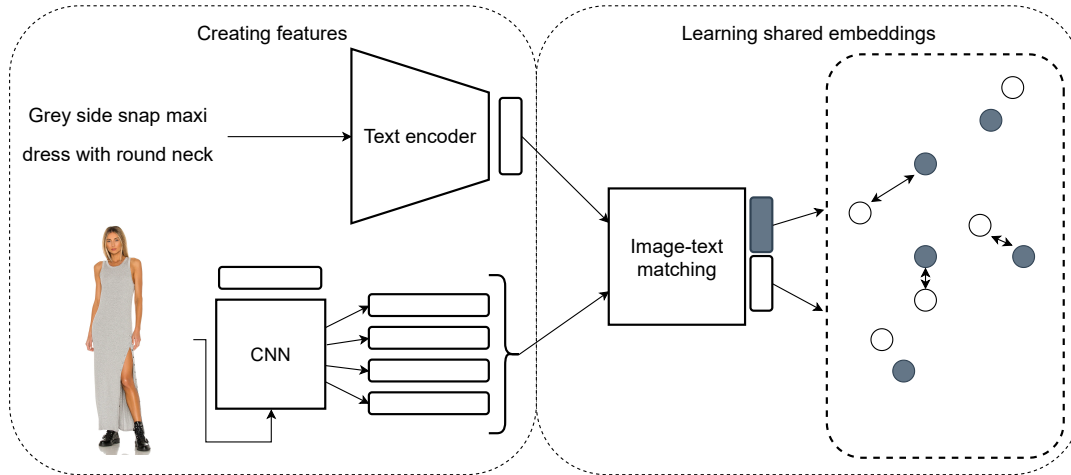 Creating features
Learning shared embeddings
Grey side snap maxi
dress with round neck
Text encoder
Image-text
matching
CNN